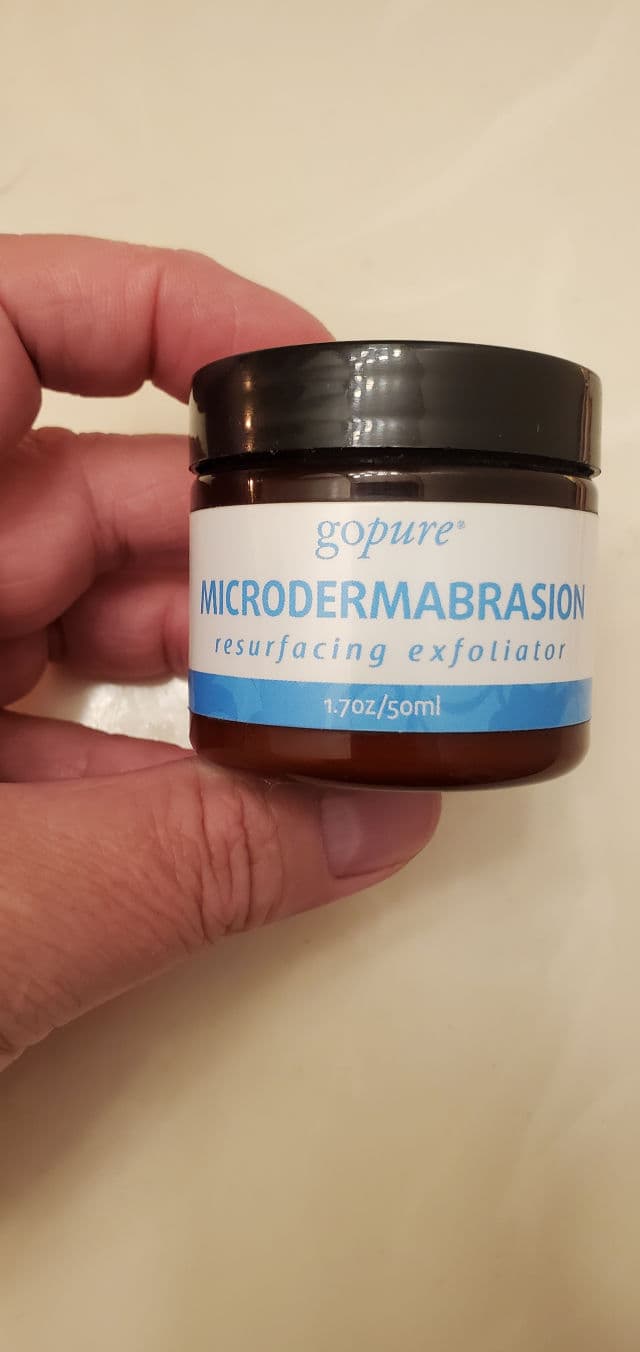 gopure®
MICRODERMABRASION
resurfacing exfoliator
1.7oz/50ml